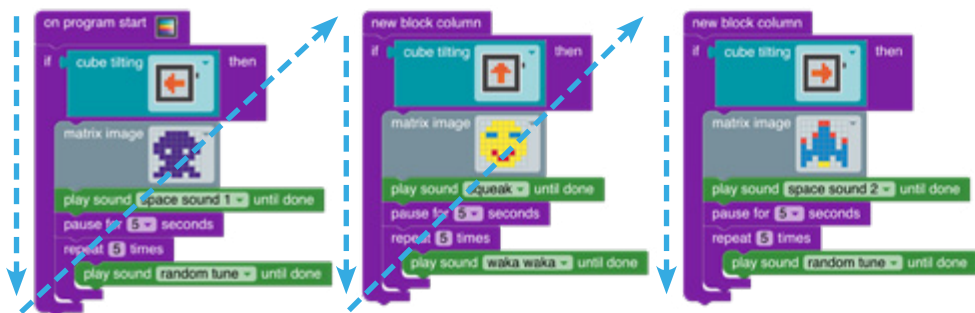 on program start
if cube tilting then
matrix image
play sound space sound 1 until done
pause for 5 seconds
repeat 5 times
play sound random tune until done
new block column
if cube tilting then
matrix image
play sound squeak until done
pause for 5 seconds
repeat 5 times
play sound waka waka until done
new block column
if cube tilting then
matrix image
play sound space sound 2 until done
pause for 5 seconds
repeat 5 times
play sound random tune until done